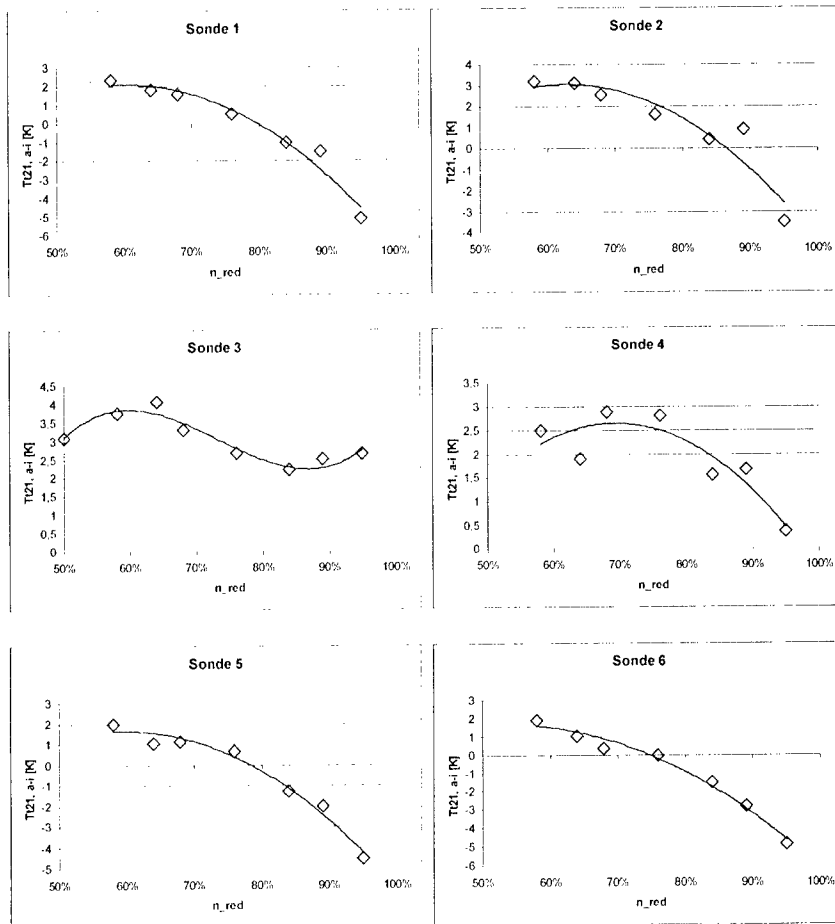 Sonde 1
Tt21, a-i [K]
3
2
1
0
-1
-2
-3
-4
-5
-6
50% 60% 70% 80% 90% 100%
n_red
Sonde 2
Tt21, a-i [K]
4
3
2
1
0
-1
-2
-3
-4
50% 60% 70% 80% 90% 100%
n_red
Sonde 3
Tt21, a-i [K]
4,5
4
3,5
3
2,5
2
1,5
1
0,5
0
50% 60% 70% 80% 90% 100%
n_red
Sonde 4
Tt21, a-i [K]
3,5
3
2,5
2
1,5
1
0,5
0
50% 60% 70% 80% 90% 100%
n_red
Sonde 5
Tt21, a-i [K]
3
2
1
0
-1
-2
-3
-4
-5
50% 60% 70% 80% 90% 100%
n_red
Sonde 6
Tt21, a-i [K]
3
2
1
0
-1
-2
-3
-4
-5
-6
50% 60% 70% 80% 90% 100%
n_red